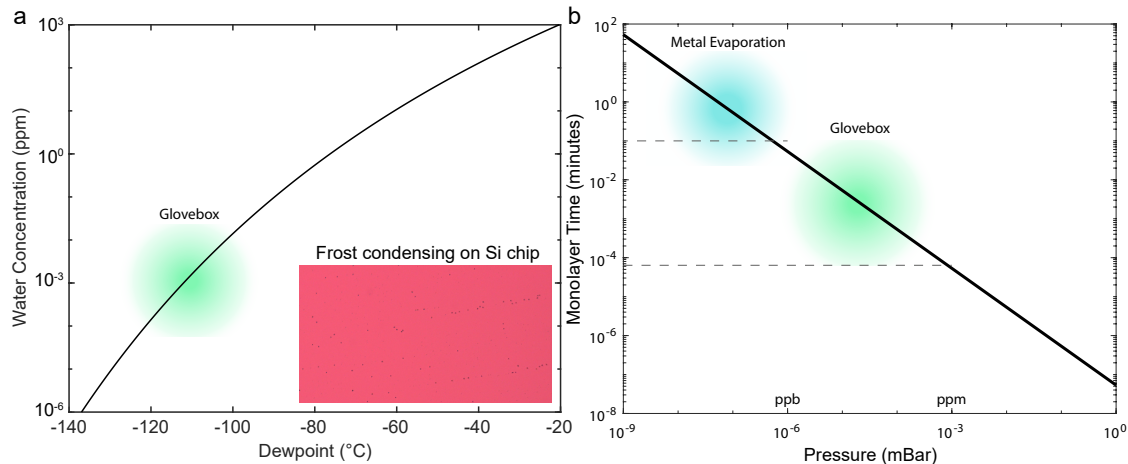 a
10³
10⁰
10⁻³
10⁻⁶
Water Concentration (ppm)
Glovebox
Frost condensing on Si chip
-140
-120
-100
-80
-60
-40
-20
Dewpoint (°C)
b
10²
10⁰
10⁻²
10⁻⁴
10⁻⁶
10⁻⁸
Monolayer Time (minutes)
Metal Evaporation
Glovebox
ppb
ppm
10⁻⁹
10⁻⁶
10⁻³
10⁰
Pressure (mBar)